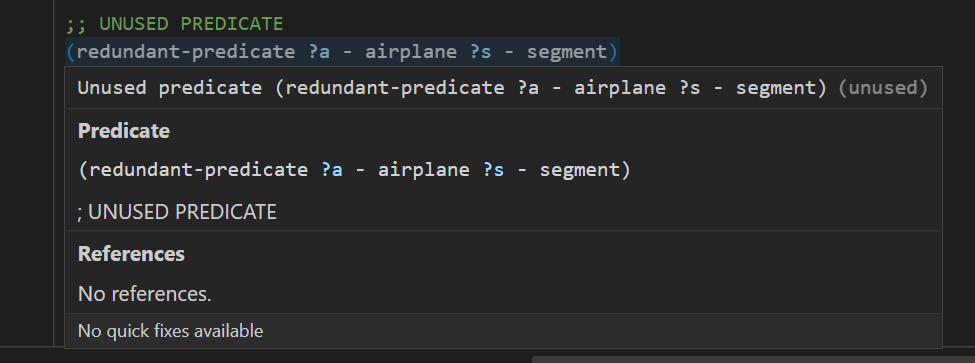 ;; UNUSED PREDICATE
(redundant-predicate ?a - airplane ?s - segment)
Unused predicate (redundant-predicate ?a - airplane ?s - segment) (unused)
Predicate
(redundant-predicate ?a - airplane ?s - segment)
; UNUSED PREDICATE
References
No references.
No quick fixes available